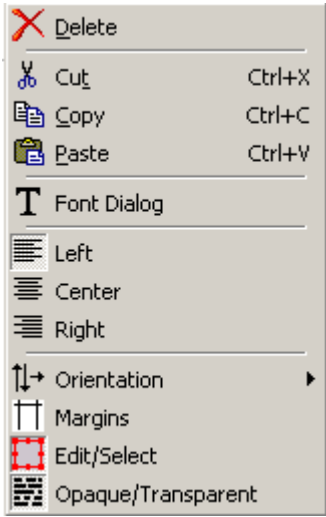 Delete
Cut Ctrl+X
Copy Ctrl+C
Paste Ctrl+V
Font Dialog
Left
Center
Right
Orientation
Margins
Edit/Select
Opaque/Transparent